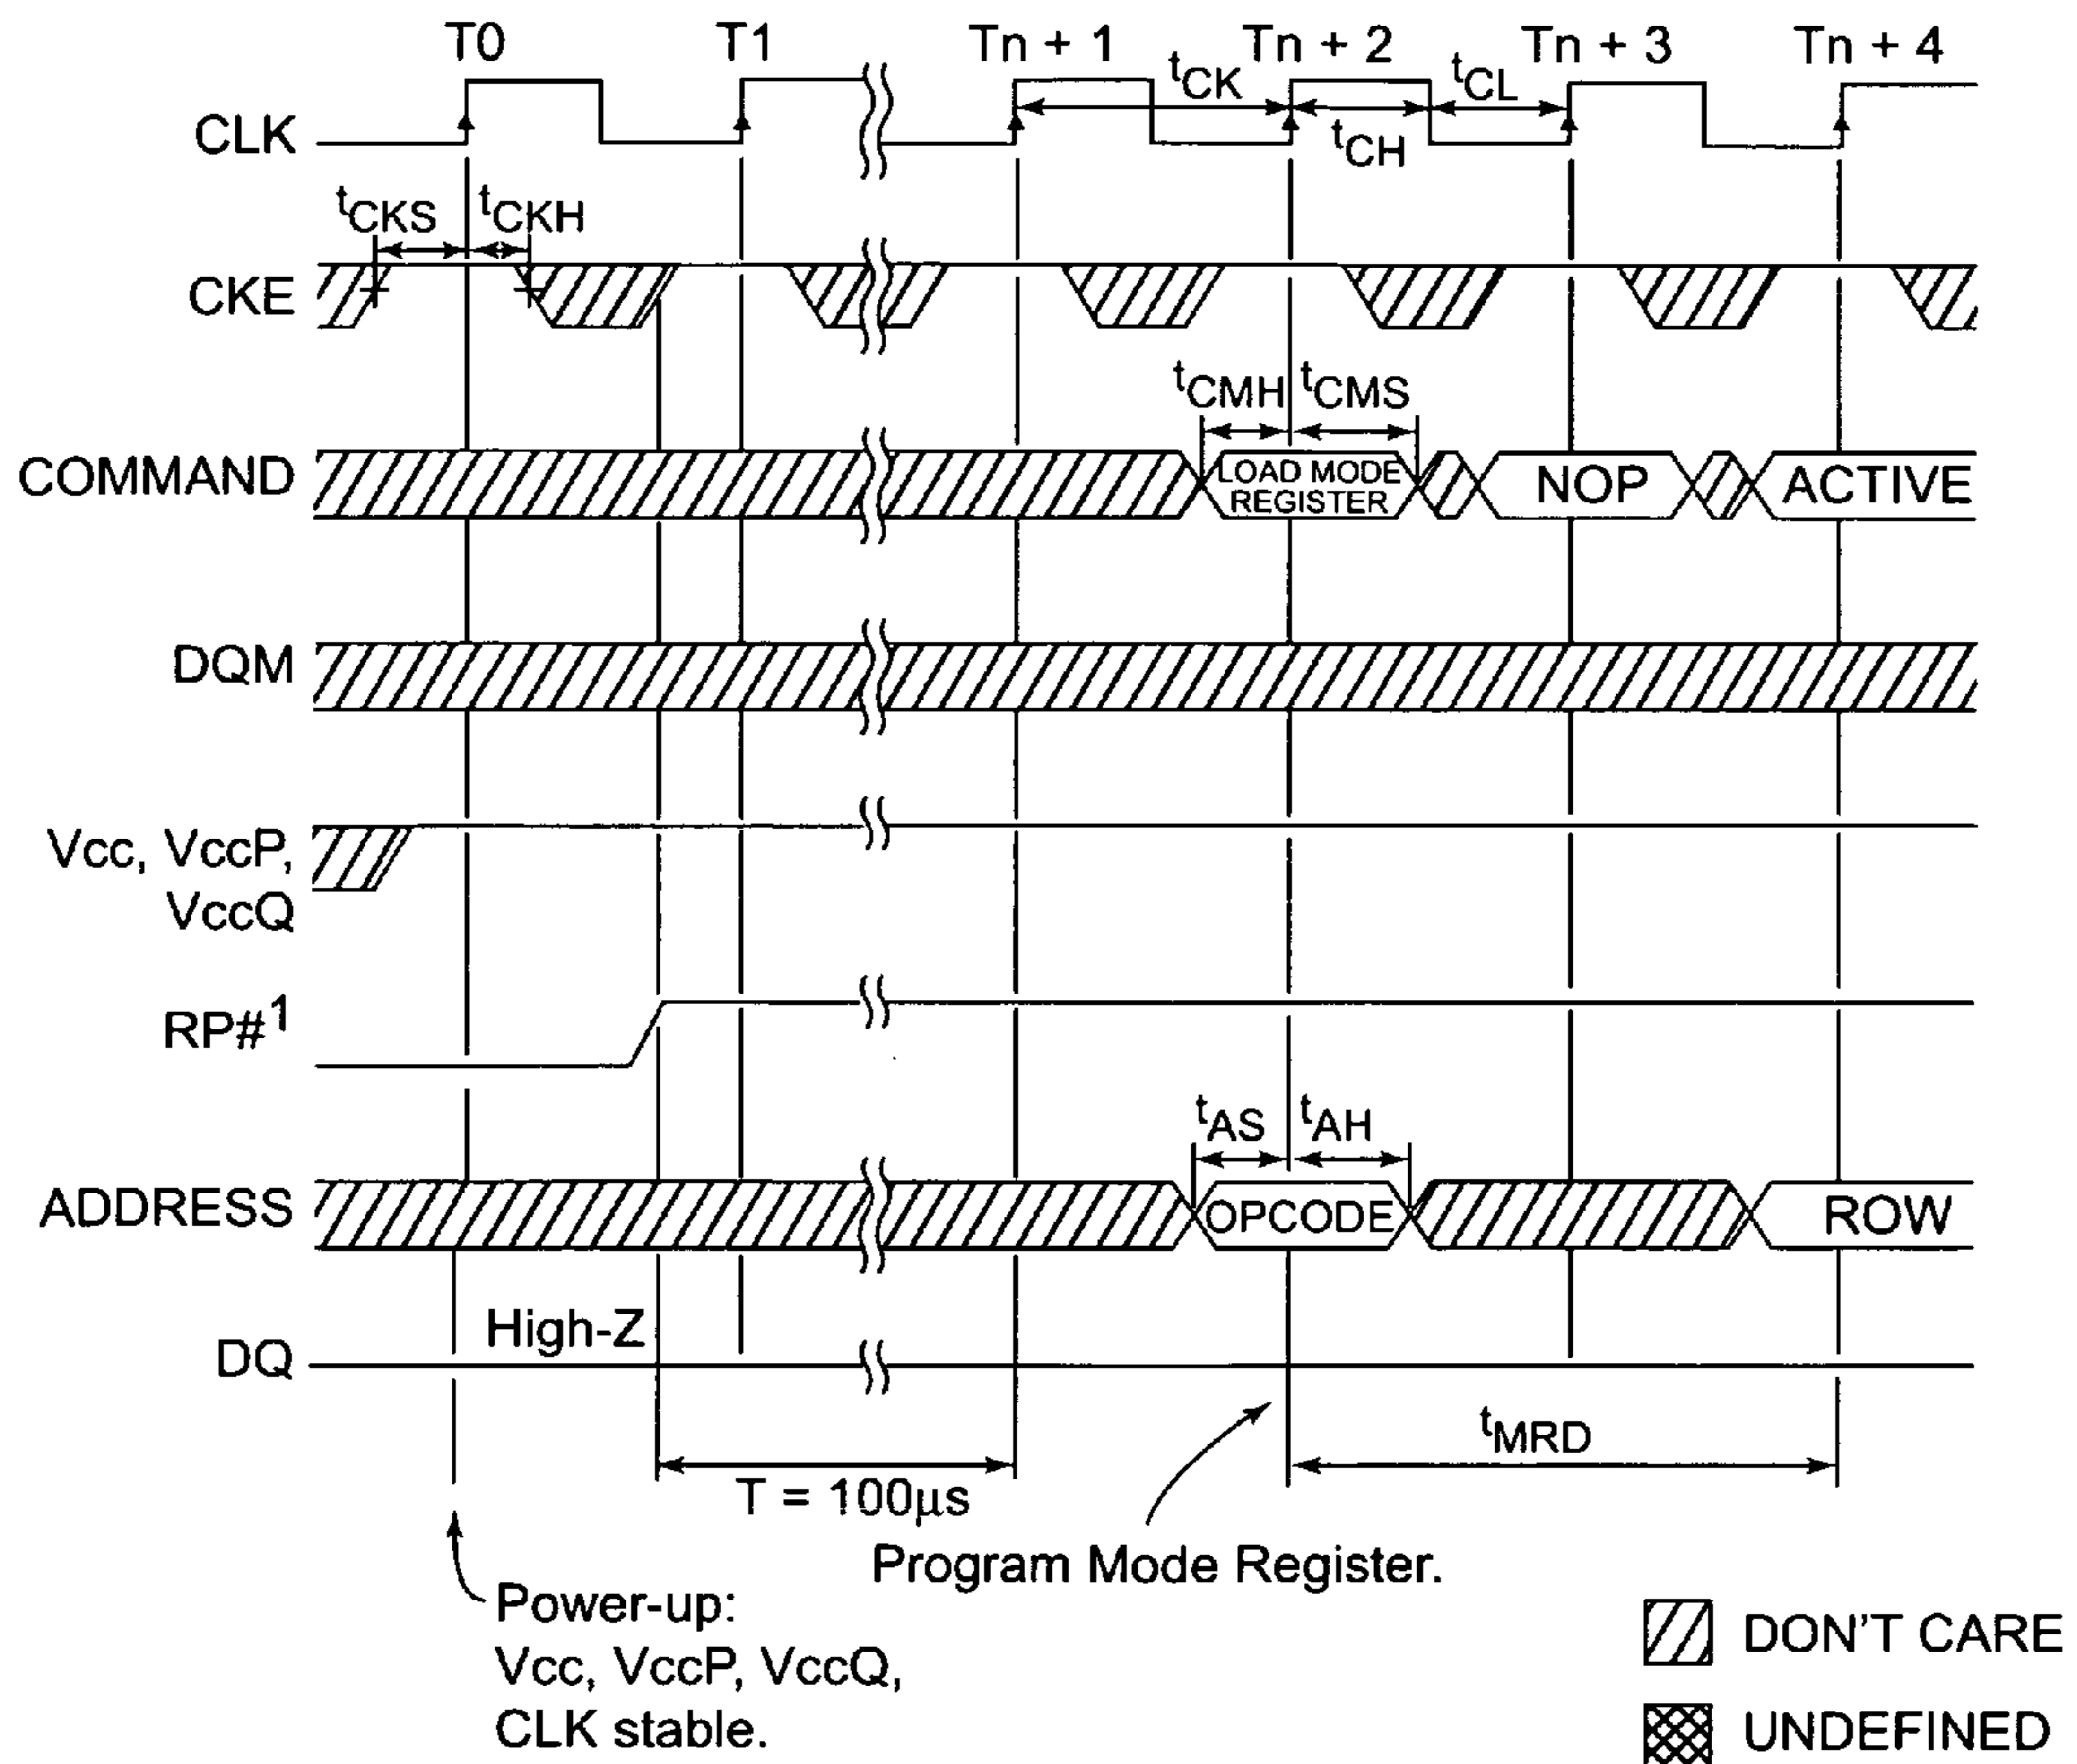 T0 T1 Tn + 1 Tn + 2 Tn + 3 Tn + 4
tCK tCL
CLK
tCH
tCKS tCKH
CKE
tCMH tCMS
COMMAND LOAD MODE REGISTER NOP ACTIVE
DQM
Vcc, VccP,
VccQ
RP#1
tAS tAH
ADDRESS OPCODE ROW
High-Z
DQ
tMRD
T = 100μs
Program Mode Register.
Power-up:
Vcc, VccP, VccQ,
CLK stable.
DON'T CARE
UNDEFINED